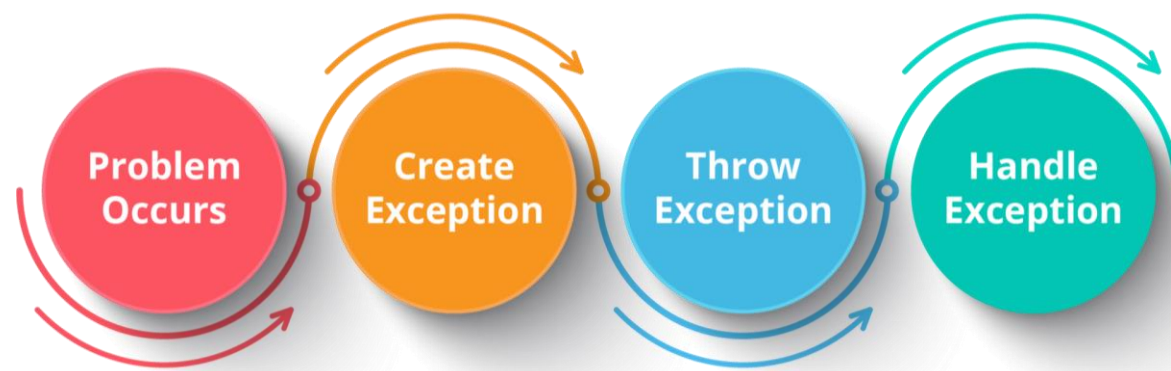 Problem
Occurs
Create
Exception
Throw
Exception
Handle
Exception